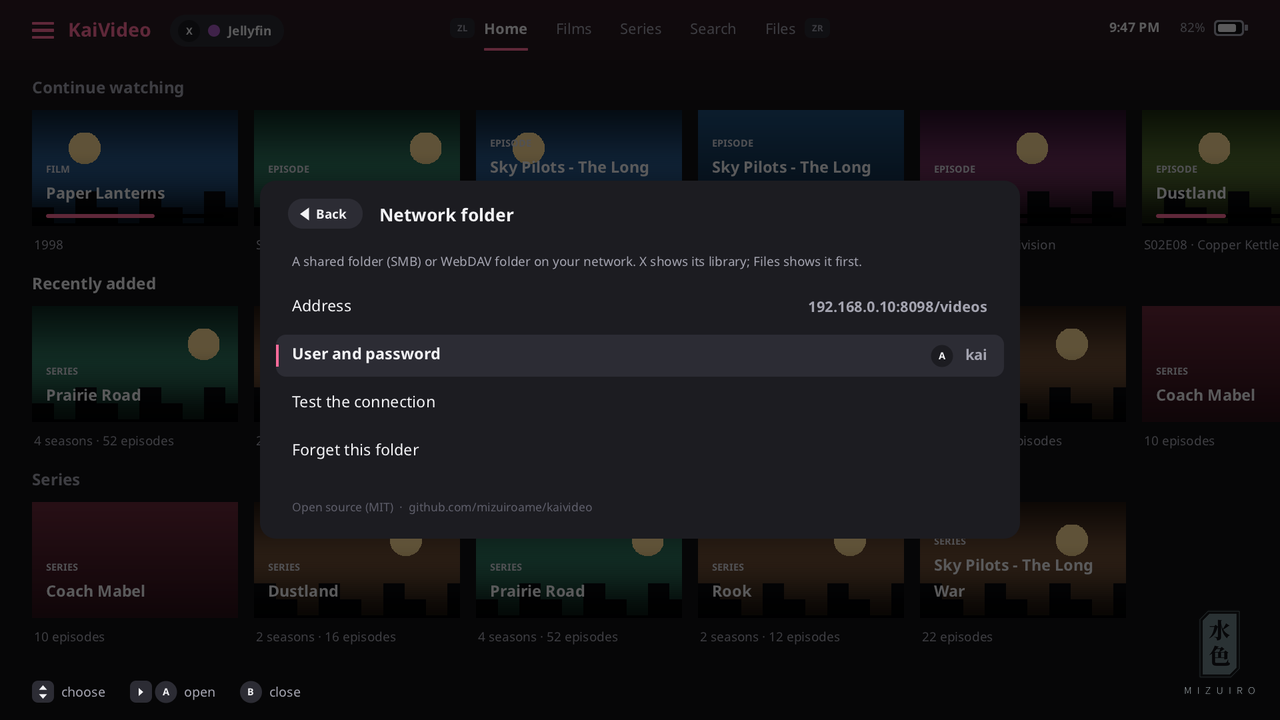 KaiVideo
X
Jellyfin
ZL
Home
Films
Series
Search
Files
ZR
9:47 PM
82%
Continue watching
FILM
Paper Lanterns
1998
EPISODE
EPISODE
Sky Pilots - The Long
EPISODE
Sky Pilots - The Long
EPISODE
EPISODE
Dustland
S02E08 · Copper Kettle
Back
Network folder
A shared folder (SMB) or WebDAV folder on your network. X shows its library; Files shows it first.
Address
192.168.0.10:8098/videos
User and password
A
kai
Test the connection
Forget this folder
Open source (MIT) · github.com/mizuiroame/kaivideo
Recently added
SERIES
Prairie Road
4 seasons · 52 episodes
SERIES
Coach Mabel
10 episodes
Series
SERIES
Coach Mabel
10 episodes
SERIES
Dustland
2 seasons · 16 episodes
SERIES
Prairie Road
4 seasons · 52 episodes
SERIES
Rook
2 seasons · 12 episodes
SERIES
Sky Pilots - The Long
War
22 episodes
choose
A
open
B
close
水色
MIZUIRO